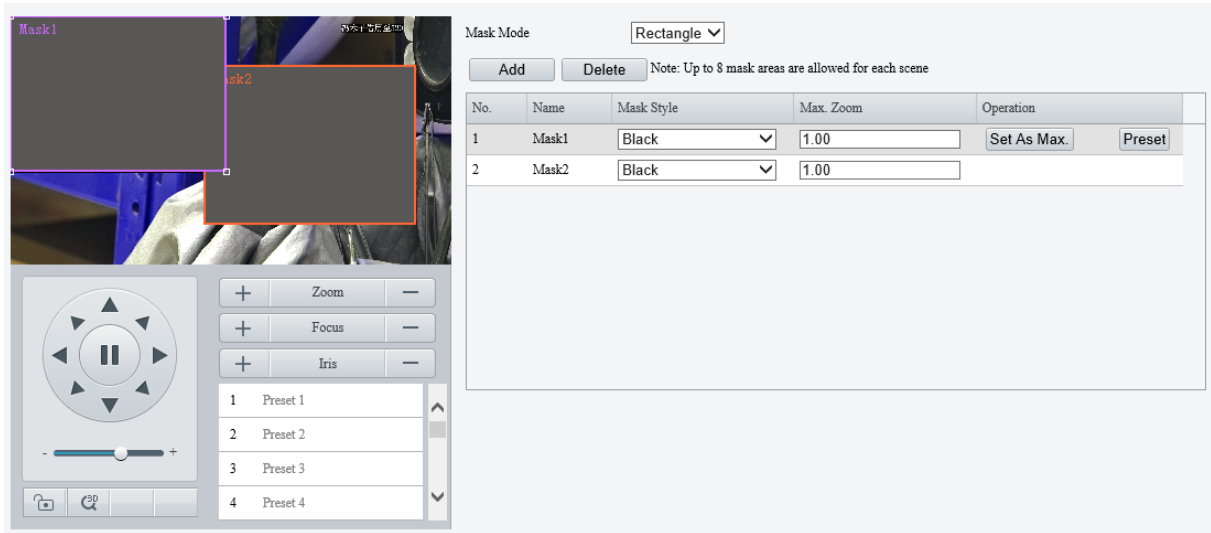 Mask1
Mask Mode
Rectangle
Add
Delete
Note: Up to 8 mask areas are allowed for each scene
No. Name Mask Style Max. Zoom Operation
1 Mask1 Black 1.00 Set As Max. Preset
2 Mask2 Black 1.00
+ Zoom —
+ Focus —
+ Iris —
1 Preset 1
2 Preset 2
3 Preset 3
4 Preset 4
- +
3D